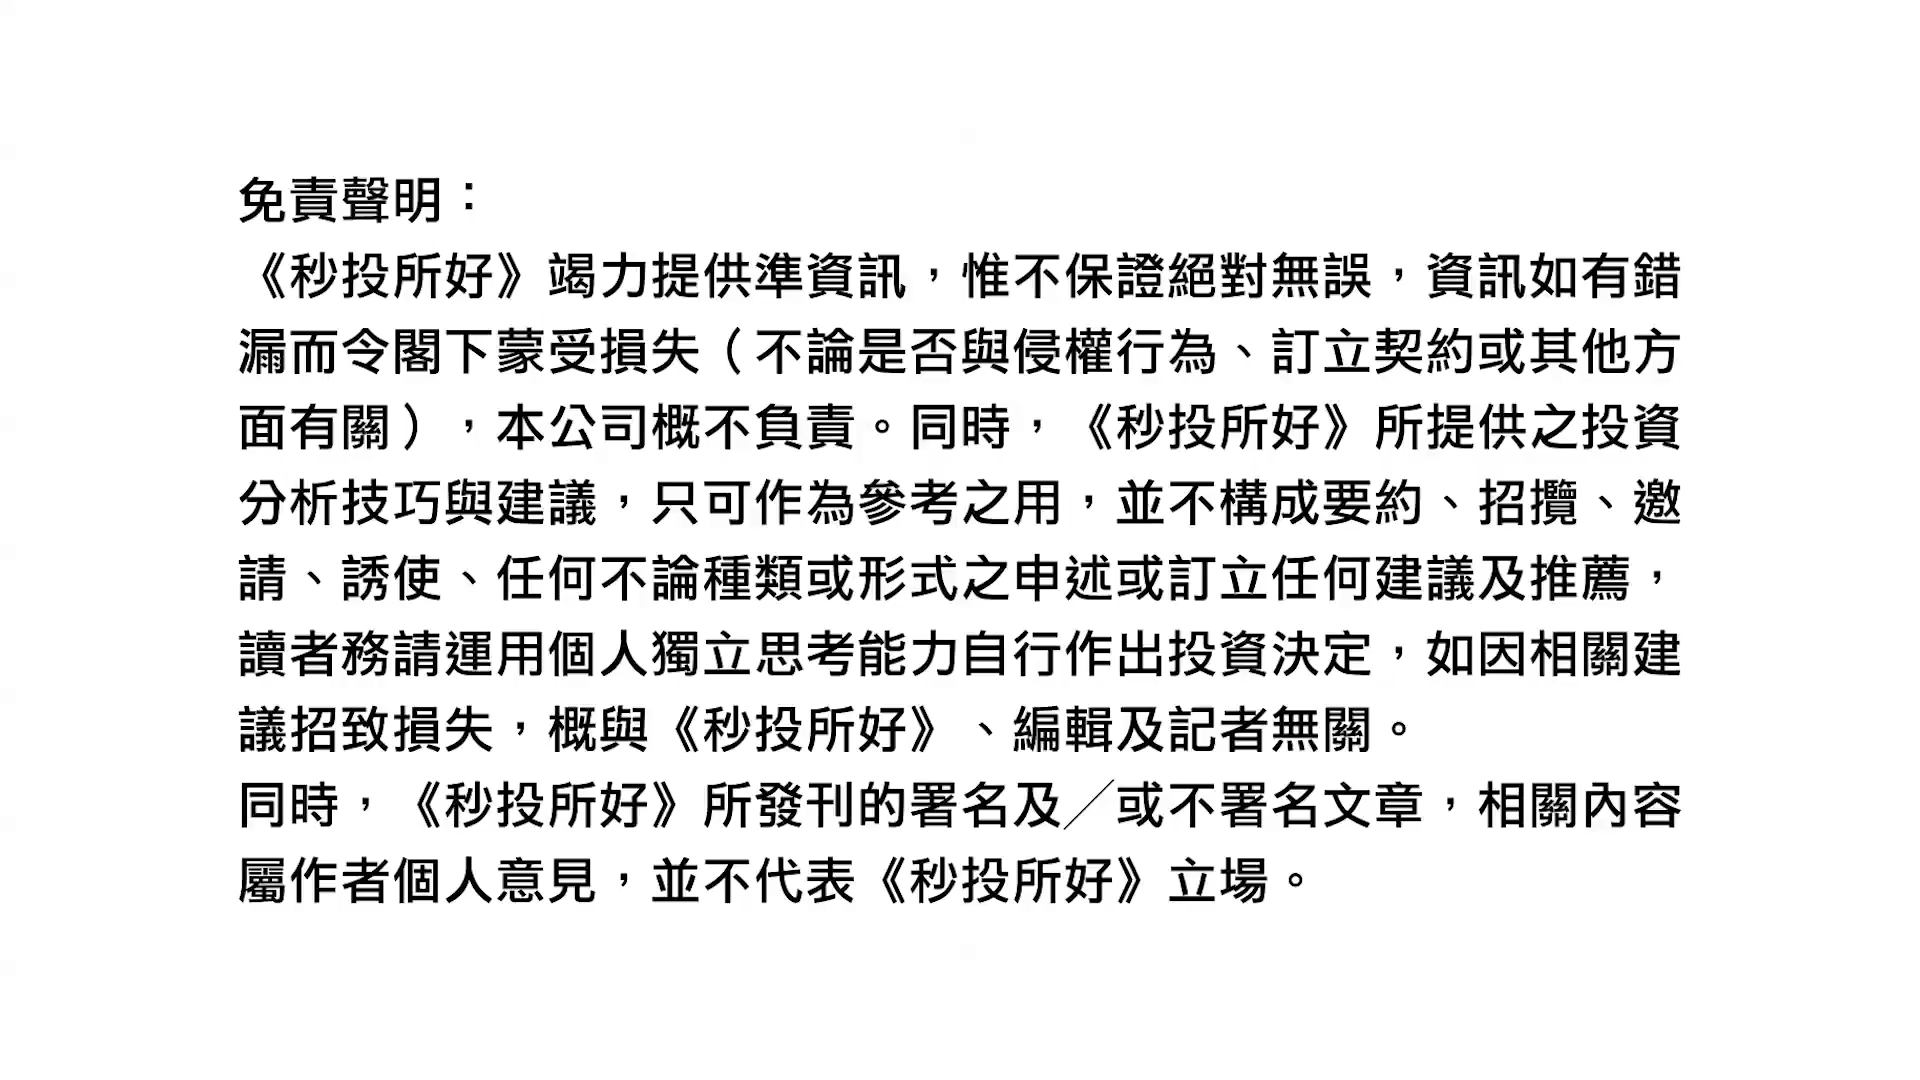 免責聲明：
《秒投所好》竭力提供準資訊，惟不保證絕對無誤，資訊如有錯
漏而令閣下蒙受損失（不論是否與侵權行為、訂立契約或其他方
面有關），本公司概不負責。同時，《秒投所好》所提供之投資
分析技巧與建議，只可作為參考之用，並不構成要約、招攬、邀
請、誘使、任何不論種類或形式之申述或訂立任何建議及推薦，
讀者務請運用個人獨立思考能力自行作出投資決定，如因相關建
議招致損失，概與《秒投所好》、編輯及記者無關。
同時，《秒投所好》所發刊的署名及╱或不署名文章，相關內容
屬作者個人意見，並不代表《秒投所好》立場。